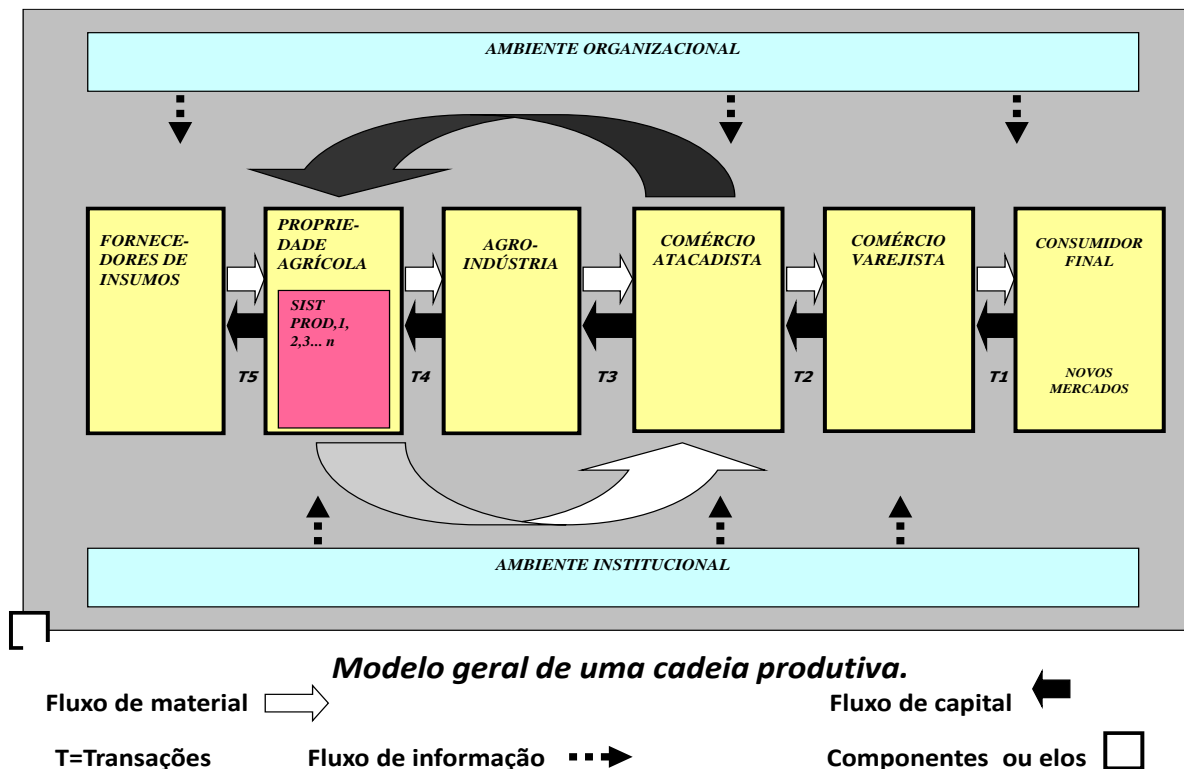 AMBIENTE ORGANIZACIONAL
FORNECE-
DORES DE
INSUMOS
PROPRIE-
DADE
AGRÍCOLA
SIST
PROD,1,
2,3... n
AGRO-
INDÚSTRIA
COMÉRCIO
ATACADISTA
COMÉRCIO
VAREJISTA
CONSUMIDOR
FINAL
NOVOS
MERCADOS
T5
T4
T3
T2
T1
AMBIENTE INSTITUCIONAL
Modelo geral de uma cadeia produtiva.
Fluxo de material
Fluxo de capital
T=Transações
Fluxo de informação
Componentes ou elos